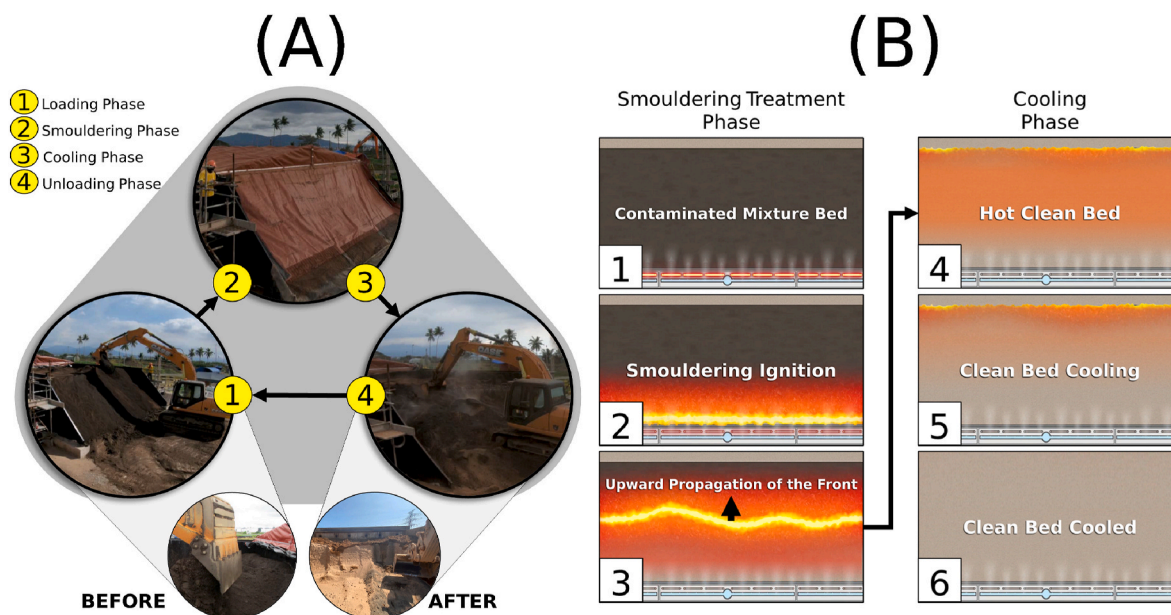 (A)
1 Loading Phase
2 Smouldering Phase
3 Cooling Phase
4 Unloading Phase
2
3
1
4
BEFORE
AFTER
(B)
Smouldering Treatment
Phase
Contaminated Mixture Bed
1
Smouldering Ignition
2
Upward Propagation of the Front
3
Cooling
Phase
Hot Clean Bed
4
Clean Bed Cooling
5
Clean Bed Cooled
6